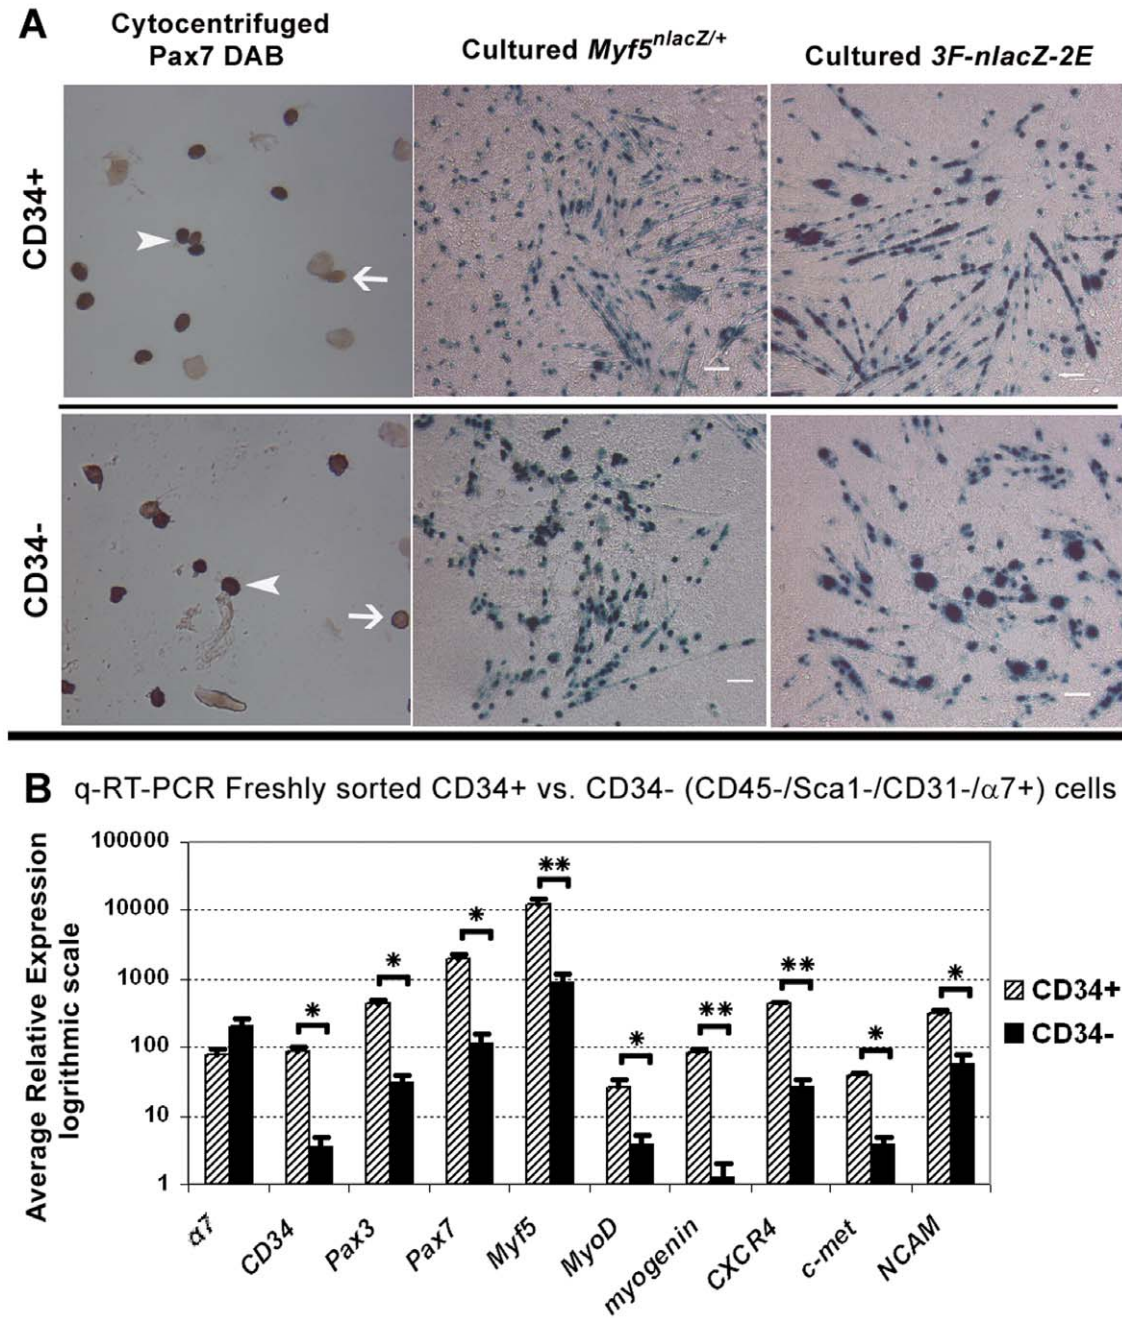 A
Cytocentrifuged
Pax7 DAB
Cultured Myf5nlacZ/+
Cultured 3F-nlacZ-2E
CD34+
CD34-
B q-RT-PCR Freshly sorted CD34+ vs. CD34- (CD45-/Sca1-/CD31-/α7+) cells
Average Relative Expression
logrithmic scale
100000
10000
1000
100
10
1
** 
*
*
**
*
*
**
*
*
CD34+
CD34-
α7
CD34
Pax3
Pax7
Myf5
MyoD
myogenin
CXCR4
c-met
NCAM